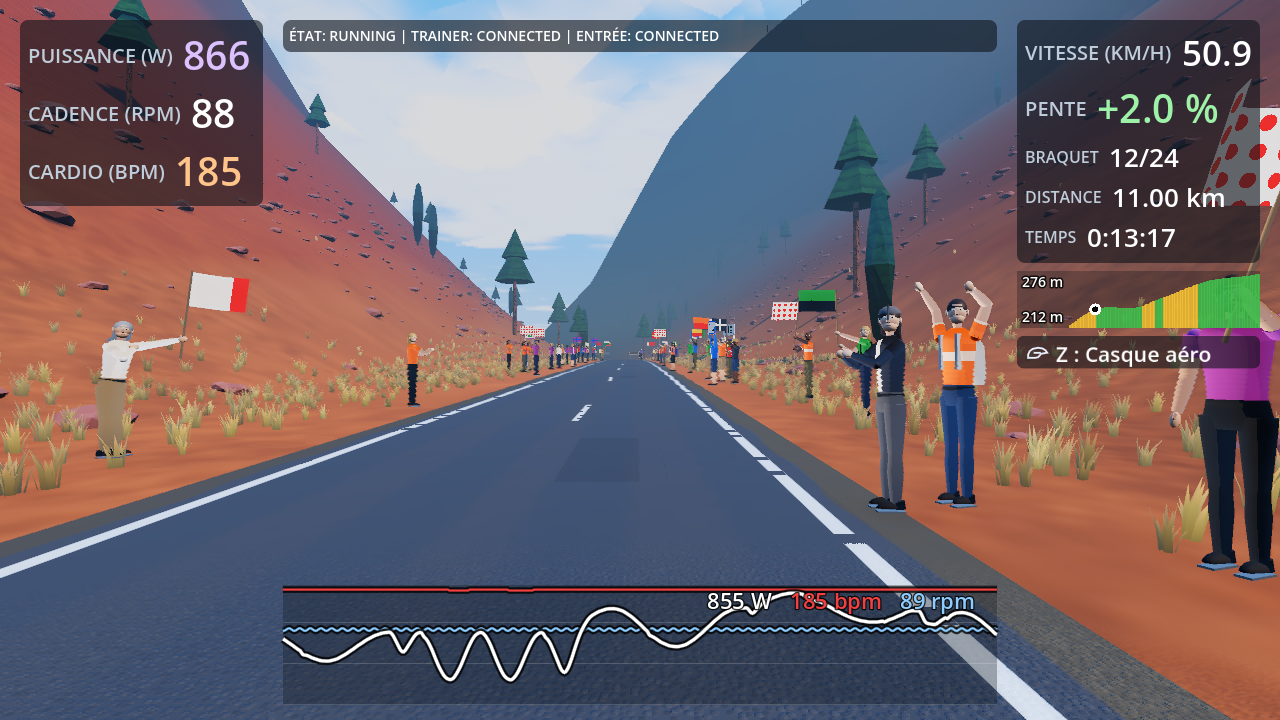 ÉTAT: RUNNING | TRAINER: CONNECTED | ENTRÉE: CONNECTED
PUISSANCE (W) 866
CADENCE (RPM) 88
CARDIO (BPM) 185
VITESSE (KM/H) 50.9
PENTE +2.0 %
BRAQUET 12/24
DISTANCE 11.00 km
TEMPS 0:13:17
276 m
212 m
Z : Casque aéro
855 W 185 bpm 89 rpm